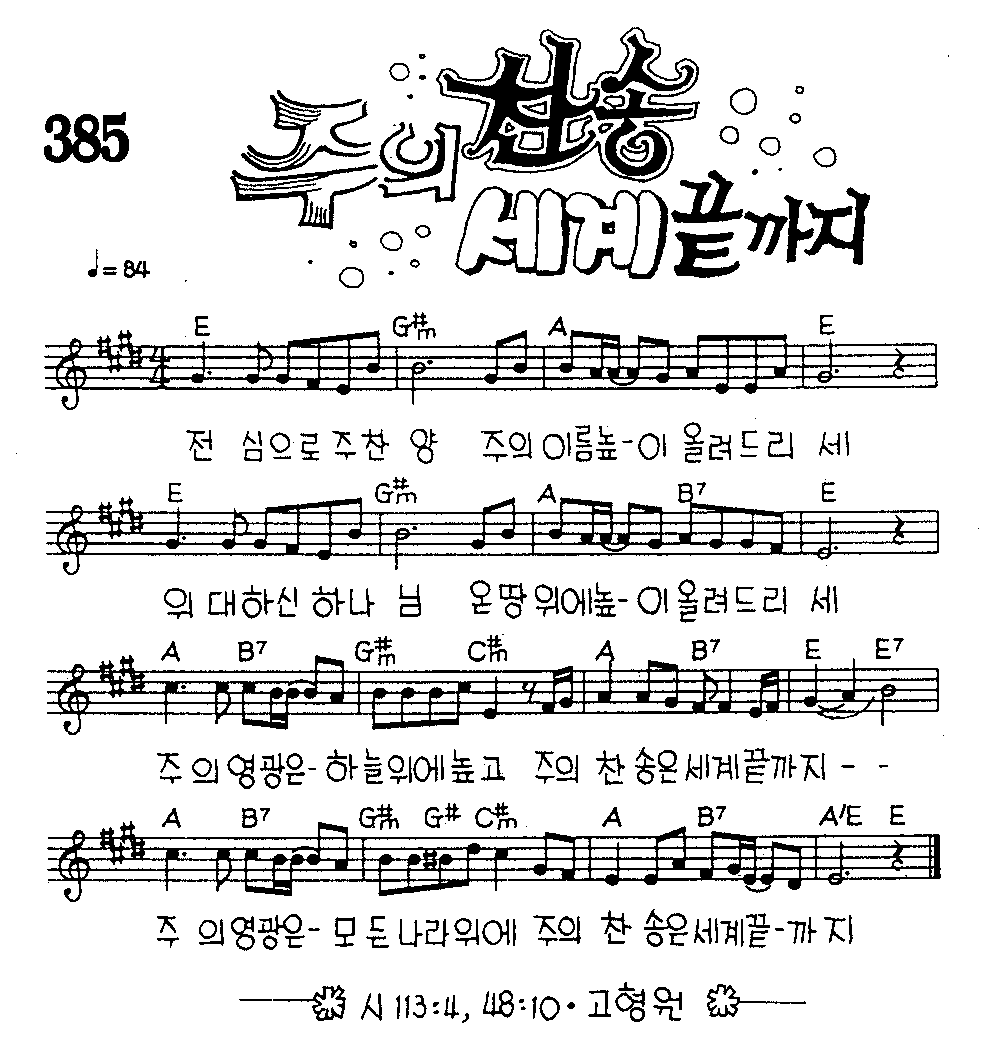 385
주의 찬송
세계 끝까지
♩= 84
E G#m A E
전 심으로 주 찬 양 주의 이름 높-이 올려드리 세
E G#m A B7 E
위 대하신 하나 님 온 땅 위에 높-이 올려드리 세
A B7 G#m C#m A B7 E E7
주 의 영광은- 하늘 위에 높고 주의 찬 송은 세계 끝까지 - -
A B7 G#m G# C#m A B7 A/E E
주 의 영광은- 모 든 나라 위에 주의 찬 송은 세계 끝-까 지
시 113:4, 48:10 · 고형원